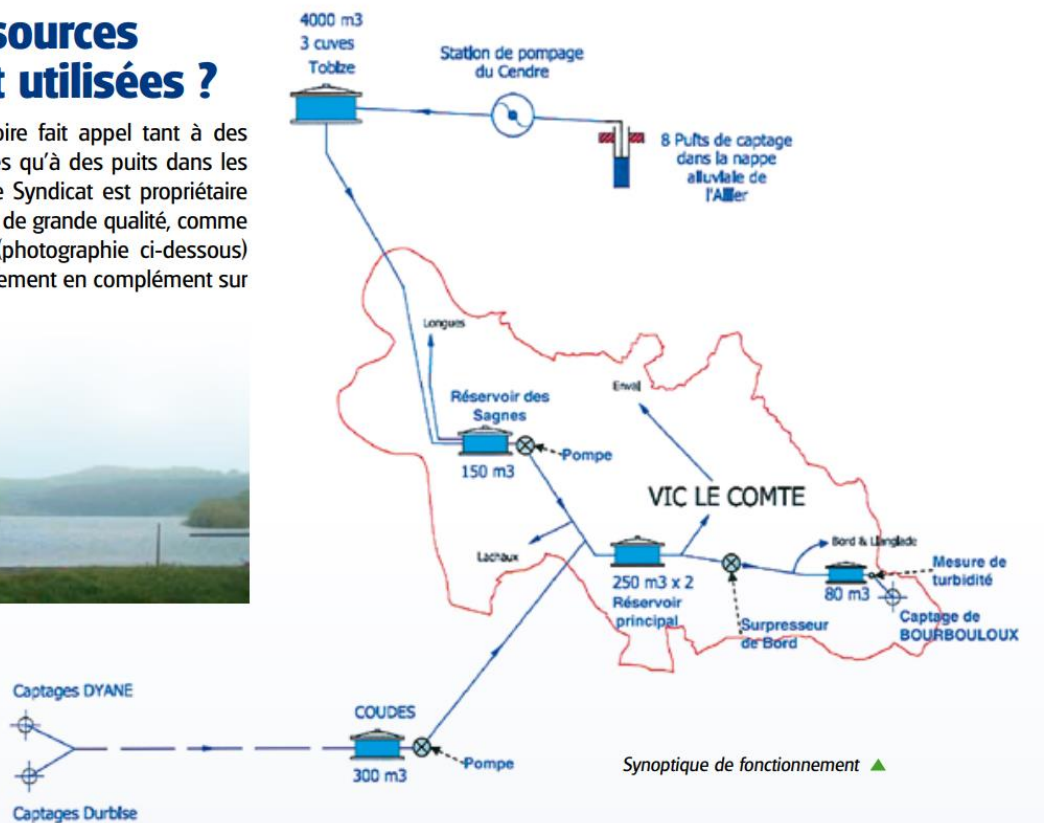 sources
t utilisées ?
oire fait appel tant à des
es qu'à des puits dans les
e Syndicat est propriétaire
de grande qualité, comme
(photographie ci-dessous)
ement en complément sur
4000 m3
3 cuves
Tobize
Station de pompage
du Cendre
8 Puits de captage
dans la nappe
alluviale de
l'Allier
Longues
Réservoir des
Sagnes
Pompe
150 m3
Enval
VIC LE COMTE
Lachaux
250 m3 x 2
Réservoir
principal
Surpresseur
de Bord
Bord & Llanglade
80 m3
Mesure de
turbidité
Captage de
BOURBOULOUX
Captages DYANE
COUDES
300 m3
Pompe
Captages Durbise
Synoptique de fonctionnement